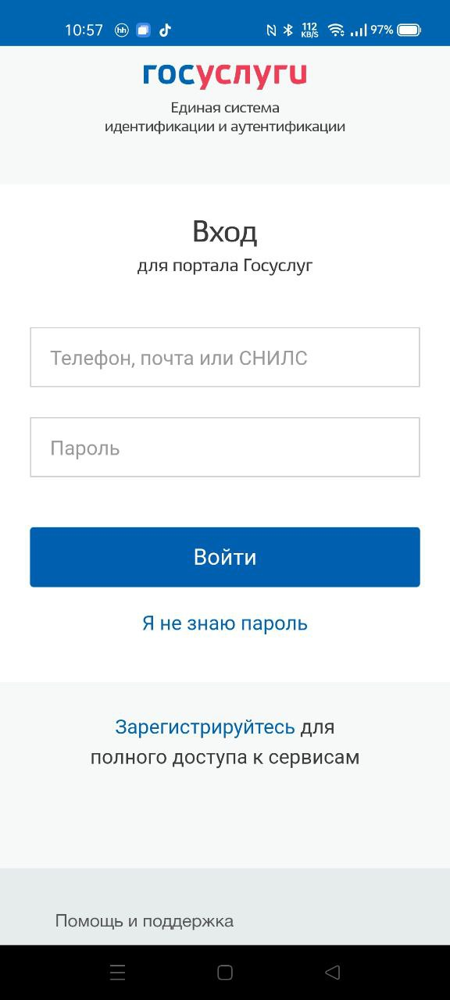 10:57 hh 112 KB/S 97%
госуслуги
Единая система
идентификации и аутентификации
Вход
для портала Госуслуг
Телефон, почта или СНИЛС
Пароль
Войти
Я не знаю пароль
Зарегистрируйтесь для
полного доступа к сервисам
Помощь и поддержка